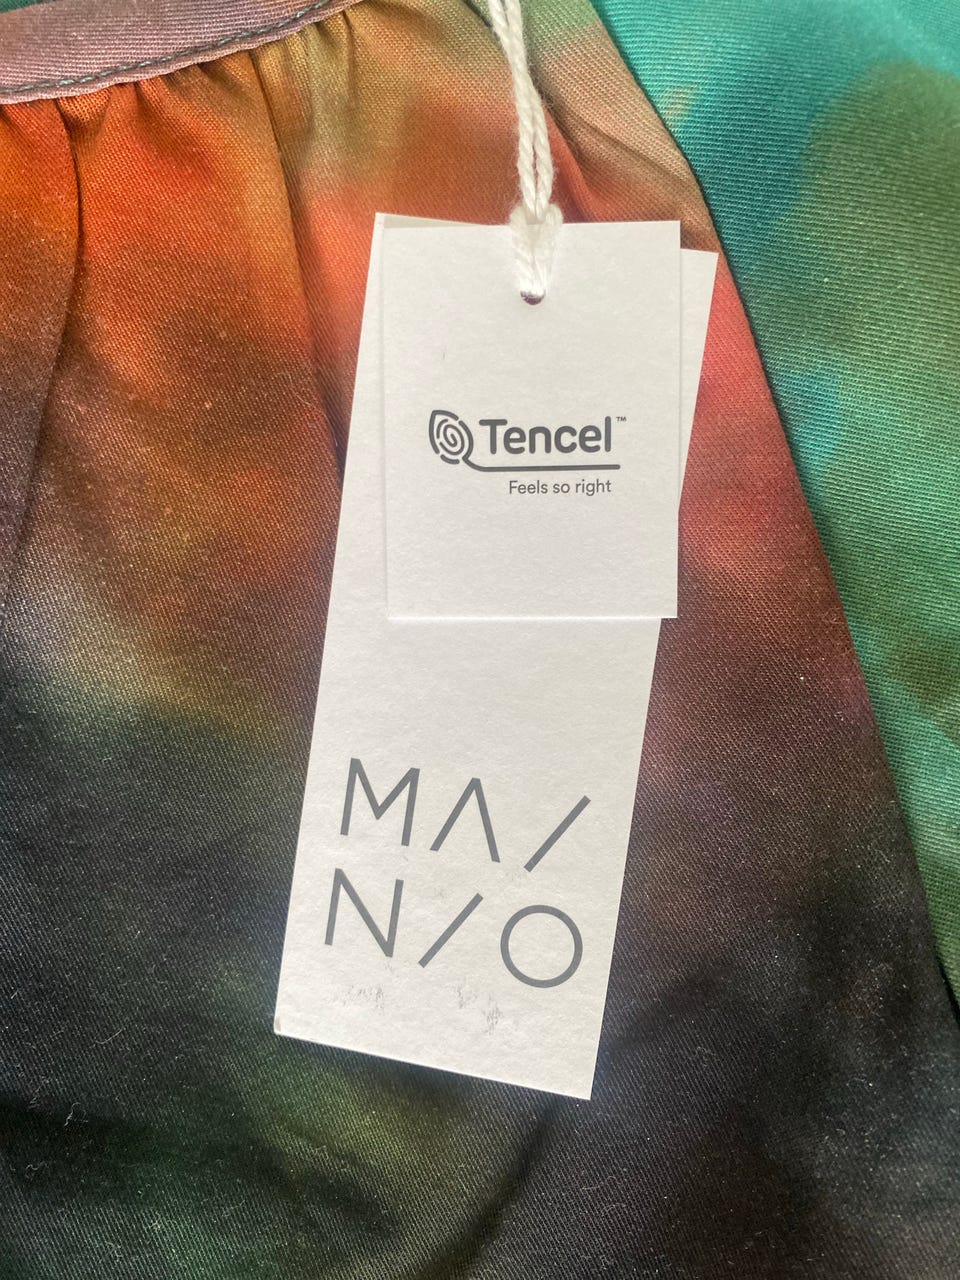 Tencel™
Feels so right
MA/
N/O